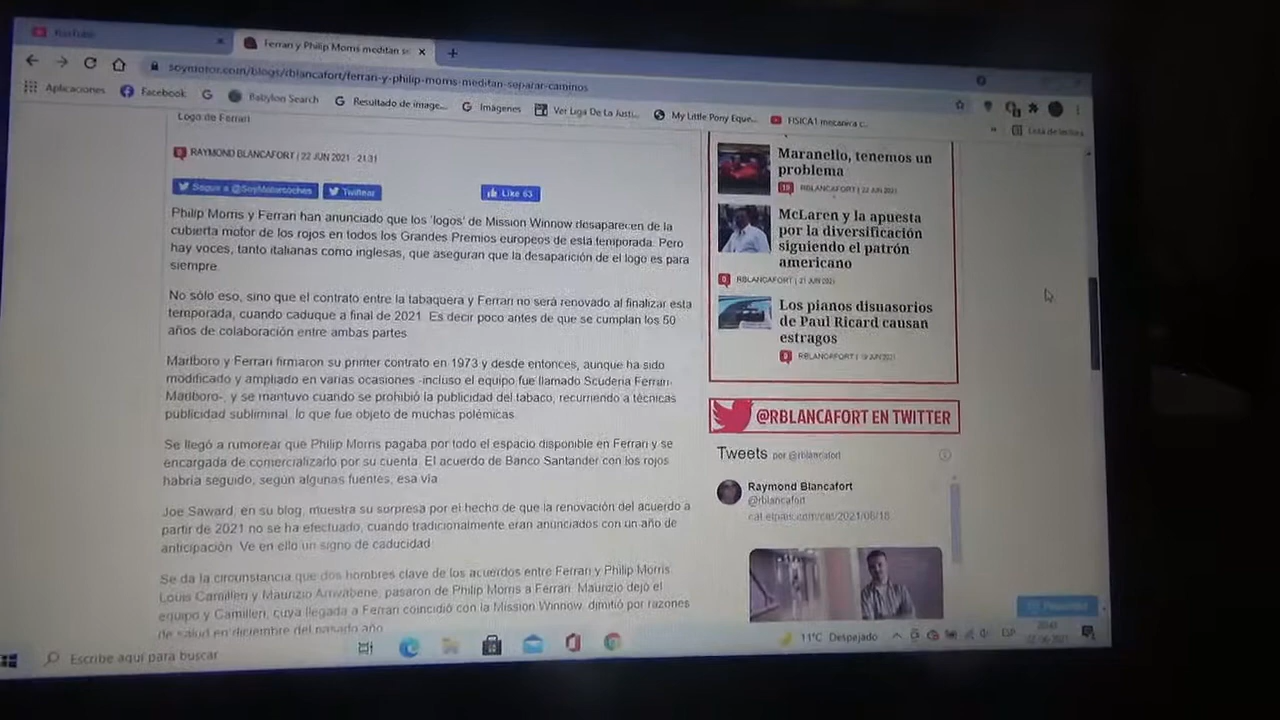 YouTube
Ferrari y Philip Morris meditan se
soymotor.com/blogs/rblancafort/ferrari-y-philip-morris-meditan-separar-caminos
Aplicaciones
Facebook
Babylon Search
Resultado de image...
Imágenes
Ver Liga De La Justi...
My Little Pony Eque...
FISICA1 mecanica c...
Lista de lectura
Logo de Ferrari
RAYMOND BLANCAFORT | 22 JUN 2021 - 21:31
Seguir a @SoyMotorcoches
Twittear
Like 63
Philip Morris y Ferrari han anunciado que los 'logos' de Mission Winnow desaparecen de la
cubierta motor de los rojos en todos los Grandes Premios europeos de esta temporada. Pero
hay voces, tanto italianas como inglesas, que aseguran que la desaparición de el logo es para
siempre.
No sólo eso, sino que el contrato entre la tabaquera y Ferrari no será renovado al finalizar esta
temporada, cuando caduque a final de 2021. Es decir poco antes de que se cumplan los 50
años de colaboración entre ambas partes.
Marlboro y Ferrari firmaron su primer contrato en 1973 y desde entonces, aunque ha sido
modificado y ampliado en varias ocasiones -incluso el equipo fue llamado Scuderia Ferrari-
Marlboro-, y se mantuvo cuando se prohibió la publicidad del tabaco, recurriendo a técnicas
publicidad subliminal, lo que fue objeto de muchas polémicas.
Se llegó a rumorear que Philip Morris pagaba por todo el espacio disponible en Ferrari y se
encargada de comercializarlo por su cuenta. El acuerdo de Banco Santander con los rojos
habría seguido, según algunas fuentes, esa vía.
Joe Saward, en su blog, muestra su sorpresa por el hecho de que la renovación del acuerdo a
partir de 2021 no se ha efectuado, cuando tradicionalmente eran anunciados con un año de
anticipación. Ve en ello un signo de caducidad.
Se da la circunstancia que dos hombres clave de los acuerdos entre Ferrari y Philip Morris.
Louis Camilleri y Maurizio Arrivabene, pasaron de Philip Morris a Ferrari. Maurizio dejó el
equipo y Camilleri, cuya llegada a Ferrari coincidió con la Mission Winnow, dimitió por razones
de salud en diciembre del pasado año.
Maranello, tenemos un
problema
RBLANCAFORT | 22 JUN 2021
McLaren y la apuesta
por la diversificación
siguiendo el patrón
americano
RBLANCAFORT | 21 JUN 2021
Los pianos disuasorios
de Paul Ricard causan
estragos
RBLANCAFORT | 19 JUN 2021
@RBLANCAFORT EN TWITTER
Tweets por @rblancafort
Raymond Blancafort
@rblancafort
cat.elpais.com/cat/2021/06/18
Escribe aquí para buscar
11°C Despejado
ESP
20:43
22-06-2021